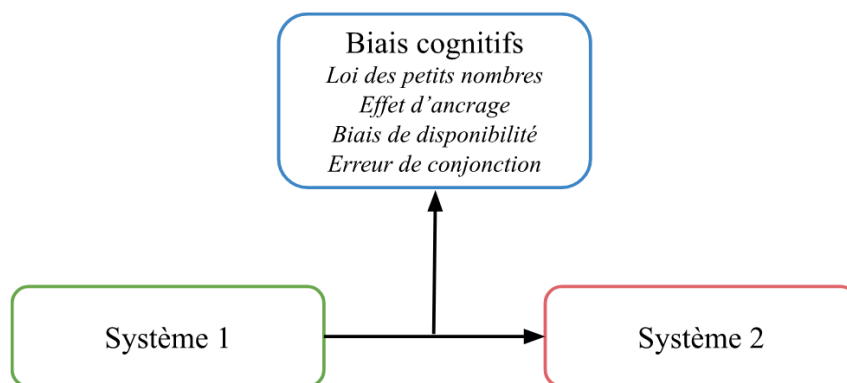 Biais cognitifs
Loi des petits nombres
Effet d'ancrage
Biais de disponibilité
Erreur de conjonction
Système 1
Système 2